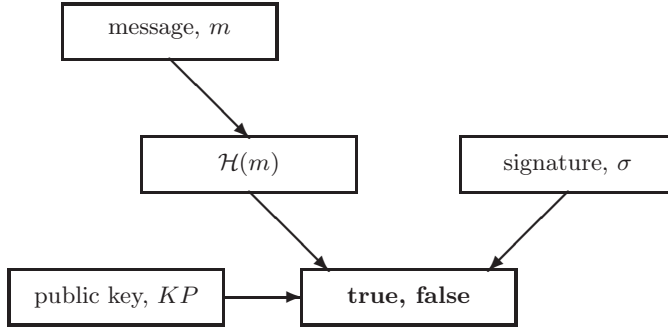 message, m
ℋ(m)
signature, σ
public key, KP
true, false